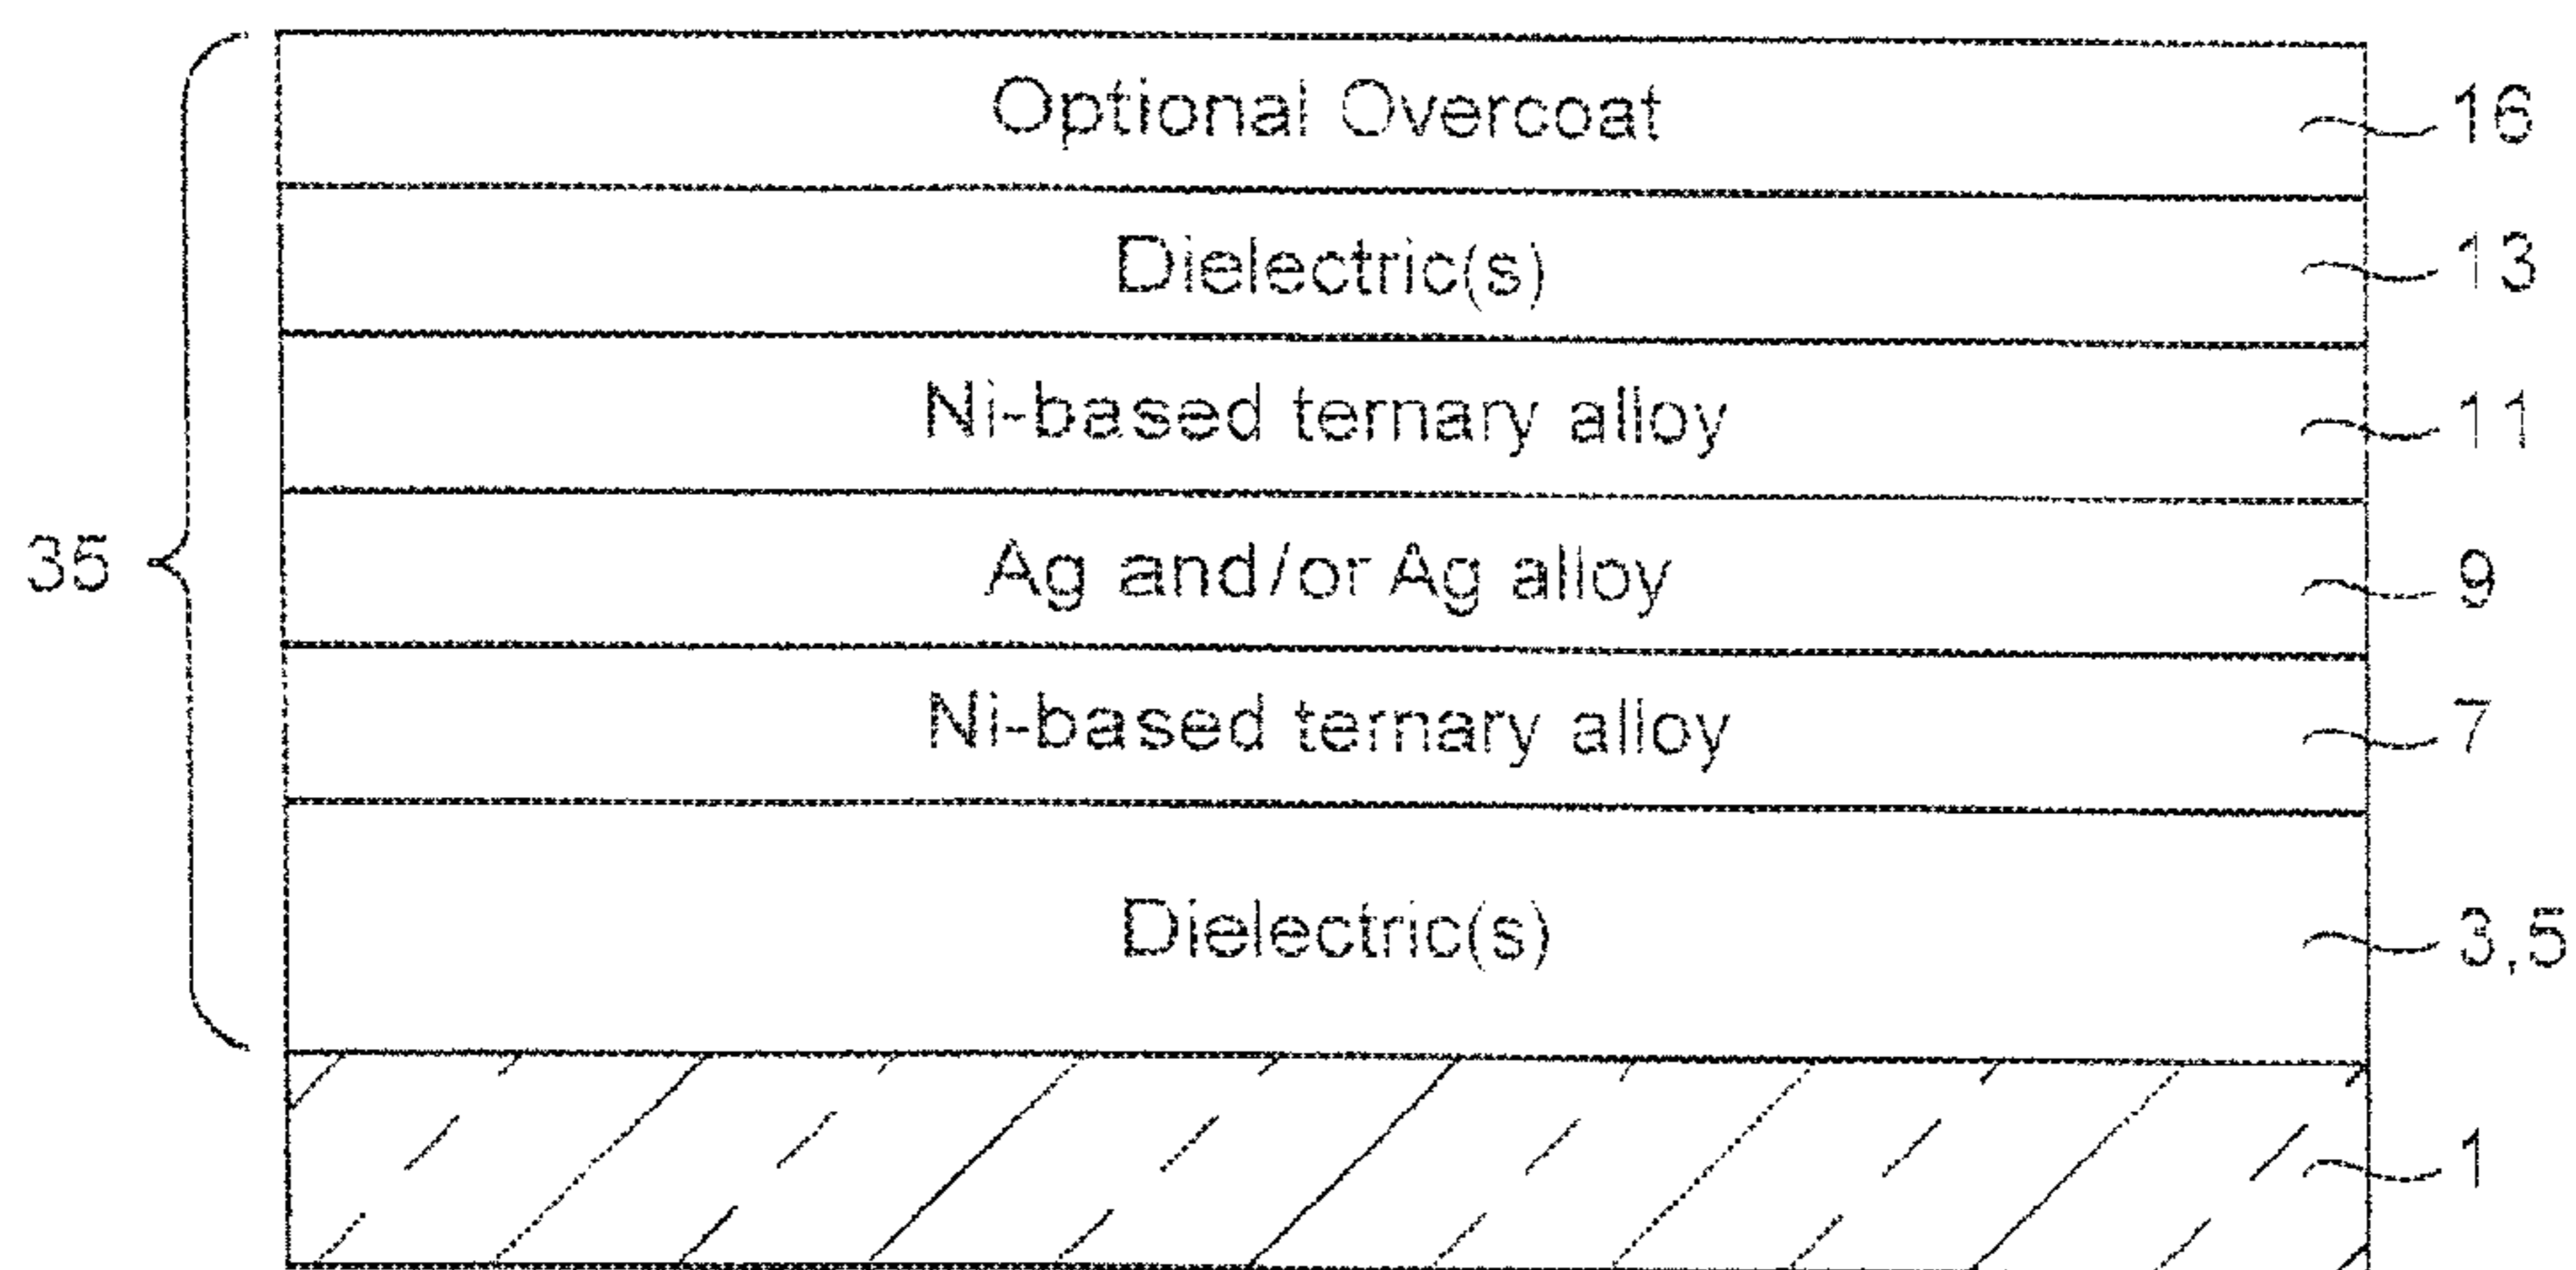 Optional Overcoat 16
Dielectric(s) 13
Ni-based ternary alloy 11
35
Ag and/or Ag alloy 9
Ni-based ternary alloy 7
Dielectric(s) 3,5
1